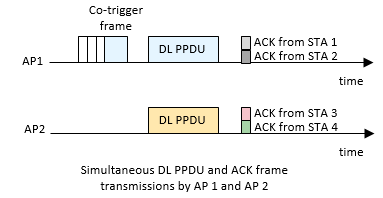 Co-trigger
frame
DL PPDU
ACK from STA 1
ACK from STA 2
AP1
time
DL PPDU
ACK from STA 3
ACK from STA 4
AP2
time
Simultaneous DL PPDU and ACK frame
transmissions by AP 1 and AP 2